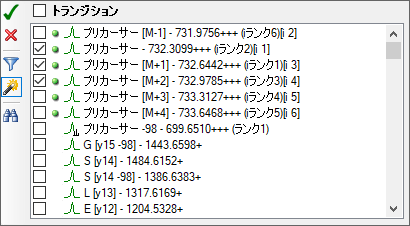 トランジション
プリカーサー [M-1] - 731.9756+++ (iランク6)[i 2]
プリカーサー - 732.3099+++ (iランク2)[i 1]
プリカーサー [M+1] - 732.6442+++ (iランク1)[i 3]
プリカーサー [M+2] - 732.9785+++ (iランク3)[i 4]
プリカーサー [M+3] - 733.3127+++ (iランク4)[i 5]
プリカーサー [M+4] - 733.6468+++ (iランク5)[i 6]
プリカーサー -98 - 699.6510+++ (ランク1)
G [y15 -98] - 1443.6598+
S [y14] - 1484.6152+
S [y14 -98] - 1386.6383+
L [y13] - 1317.6169+
E [y12] - 1204.5328+